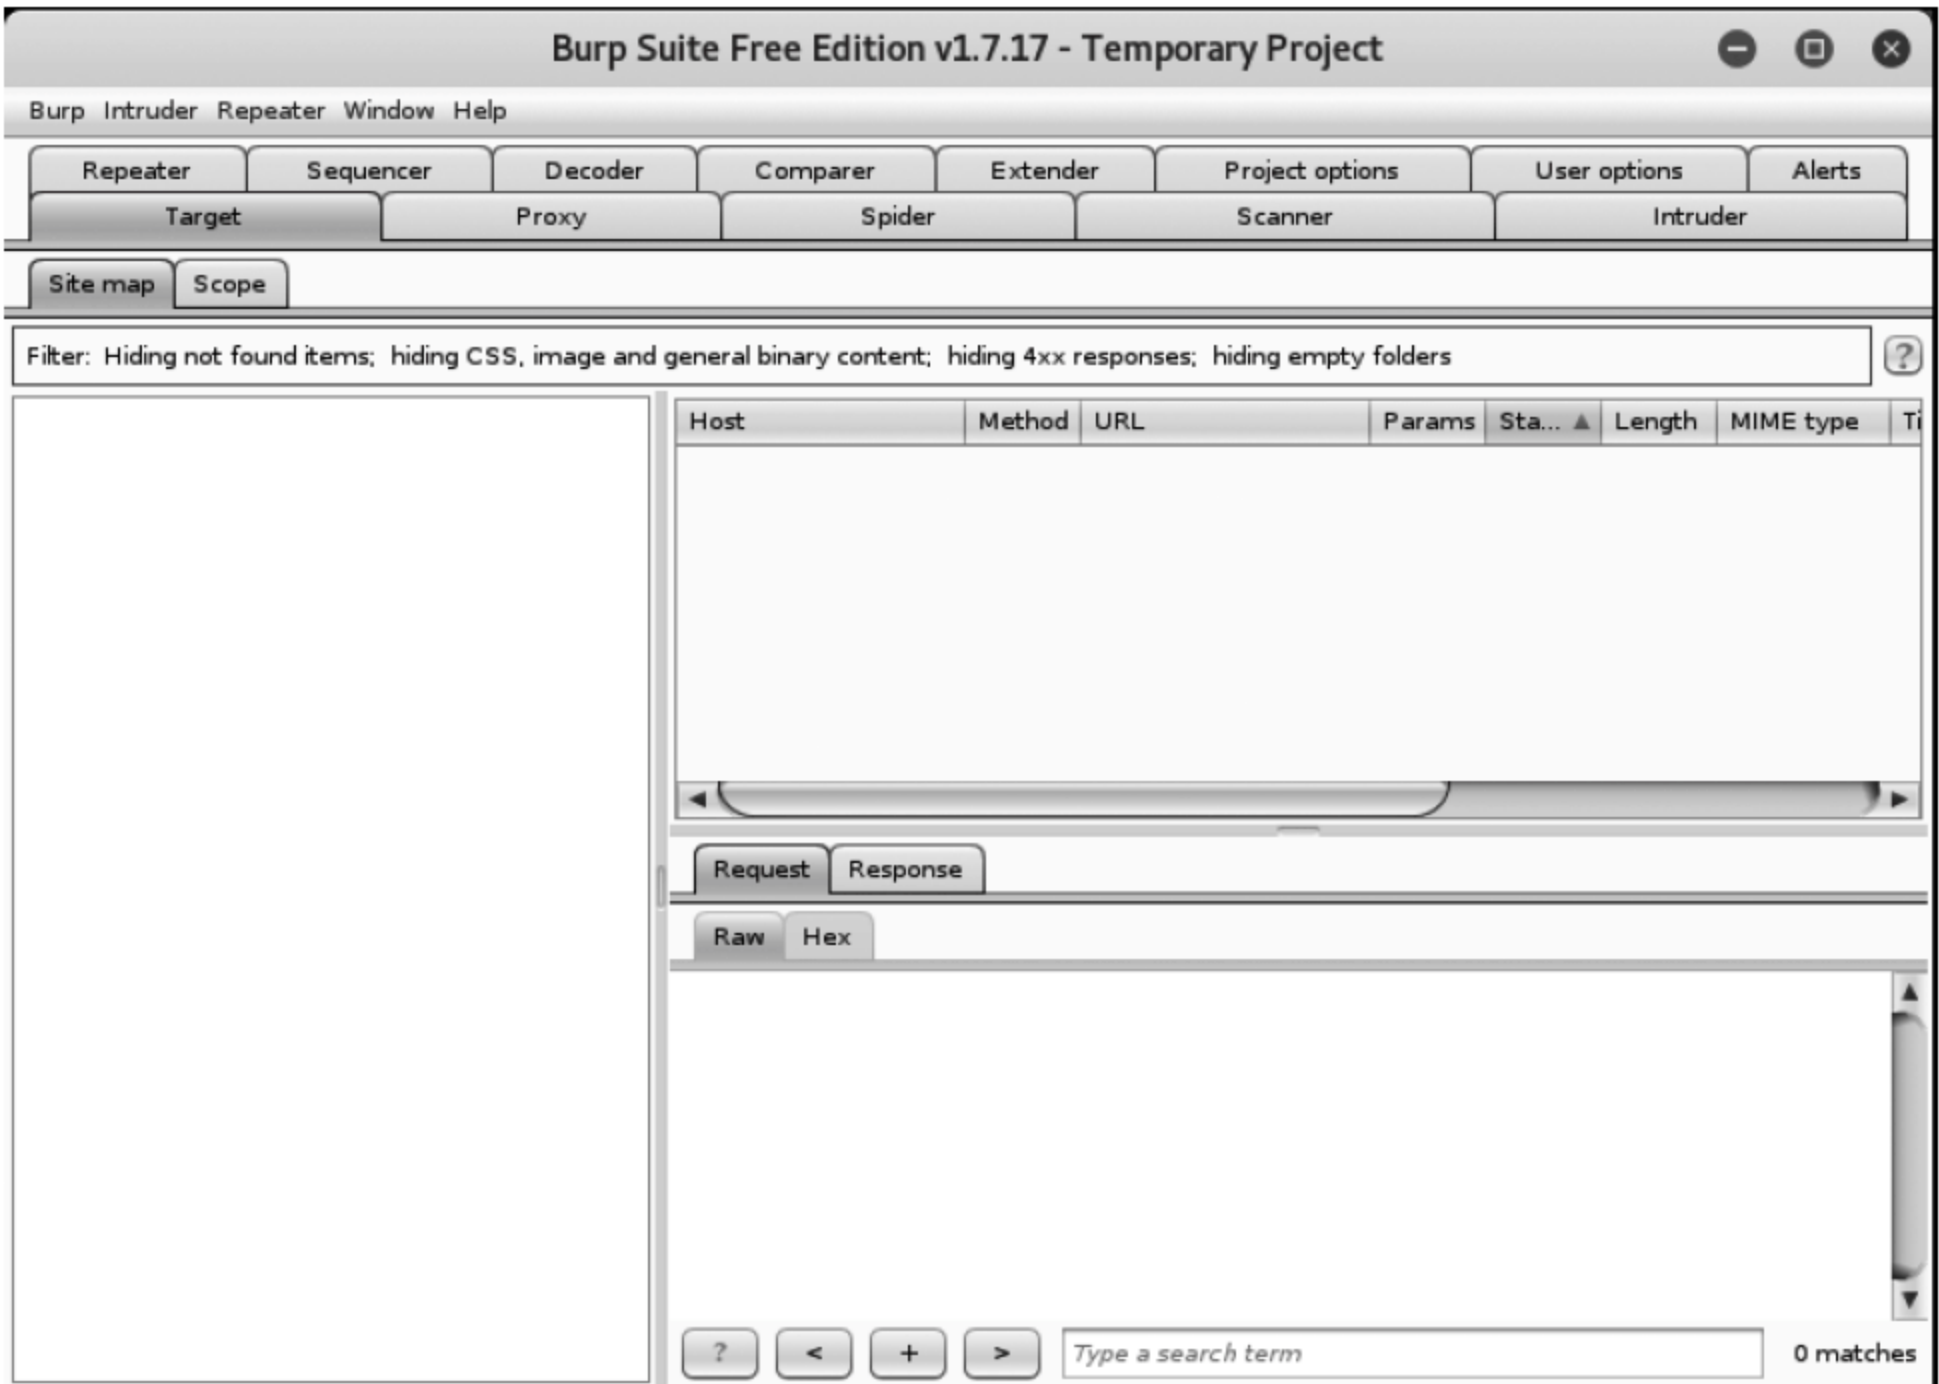 Burp Suite Free Edition v1.7.17 - Temporary Project
Burp Intruder Repeater Window Help
Repeater Sequencer Decoder Comparer Extender Project options User options Alerts
Target Proxy Spider Scanner Intruder
Site map Scope
Filter: Hiding not found items; hiding CSS, image and general binary content; hiding 4xx responses; hiding empty folders
?
Host Method URL Params Sta... Length MIME type Ti
Request Response
Raw Hex
? < + > Type a search term 0 matches